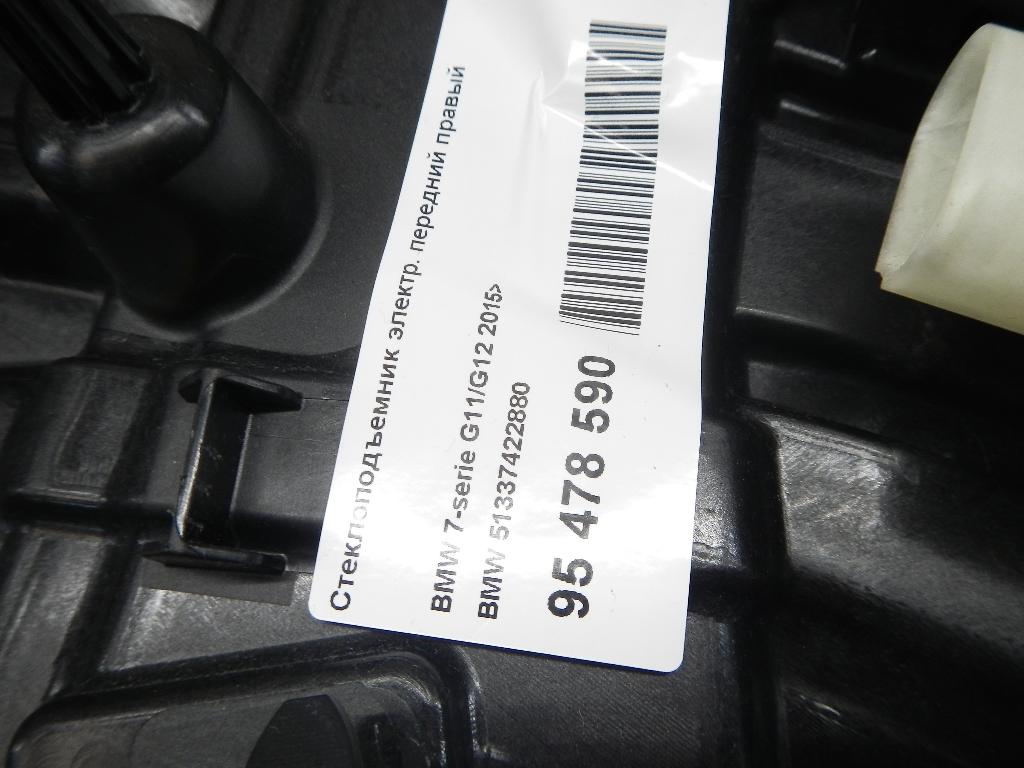 Стеклоподъемник электр. передний правый
BMW 7-serie G11/G12 2015>
BMW 51337422880
95 478 590